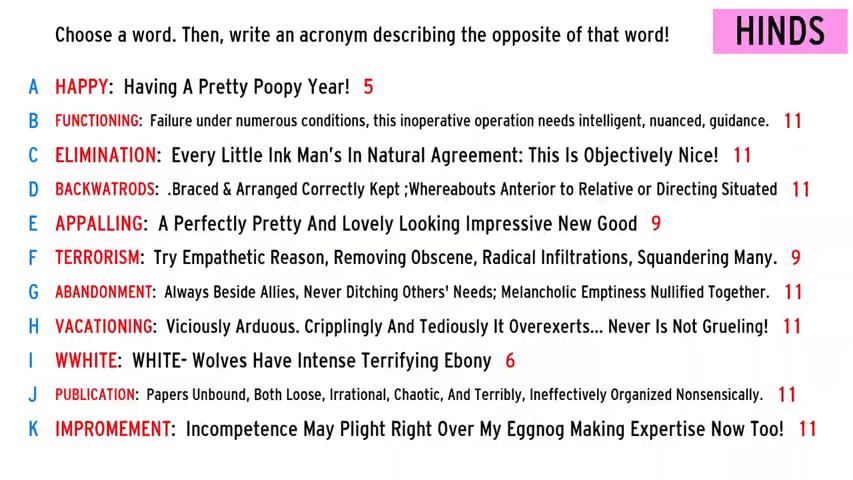 Choose a word. Then, write an acronym describing the opposite of that word!
HINDS
A HAPPY: Having A Pretty Poopy Year! 5
B FUNCTIONING: Failure under numerous conditions, this inoperative operation needs intelligent, nuanced, guidance. 11
C ELIMINATION: Every Little Ink Man's In Natural Agreement: This Is Objectively Nice! 11
D BACKWATRODS: .Braced & Arranged Correctly Kept ;Whereabouts Anterior to Relative or Directing Situated 11
E APPALLING: A Perfectly Pretty And Lovely Looking Impressive New Good 9
F TERRORISM: Try Empathetic Reason, Removing Obscene, Radical Infiltrations, Squandering Many. 9
G ABANDONMENT: Always Beside Allies, Never Ditching Others' Needs; Melancholic Emptiness Nullified Together. 11
H VACATIONING: Viciously Arduous. Cripplingly And Tediously It Overexerts... Never Is Not Grueling! 11
I WWHITE: WHITE- Wolves Have Intense Terrifying Ebony 6
J PUBLICATION: Papers Unbound, Both Loose, Irrational, Chaotic, And Terribly, Ineffectively Organized Nonsensically. 11
K IMPROMEMENT: Incompetence May Plight Right Over My Eggnog Making Expertise Now Too! 11